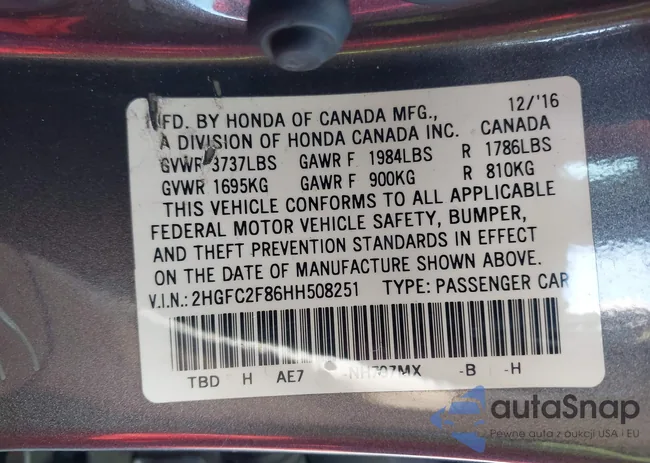 MFD. BY HONDA OF CANADA MFG., 12/'16
A DIVISION OF HONDA CANADA INC. CANADA
GVWR 3737LBS GAWR F 1984LBS R 1786LBS
GVWR 1695KG GAWR F 900KG R 810KG
THIS VEHICLE CONFORMS TO ALL APPLICABLE
FEDERAL MOTOR VEHICLE SAFETY, BUMPER,
AND THEFT PREVENTION STANDARDS IN EFFECT
ON THE DATE OF MANUFACTURE SHOWN ABOVE.
V.I.N.: 2HGFC2F86HH508251 TYPE: PASSENGER CAR
TBD H AE7 -NH797MX -B -H
autaSnap
Pewne auta z aukcji USA i EU